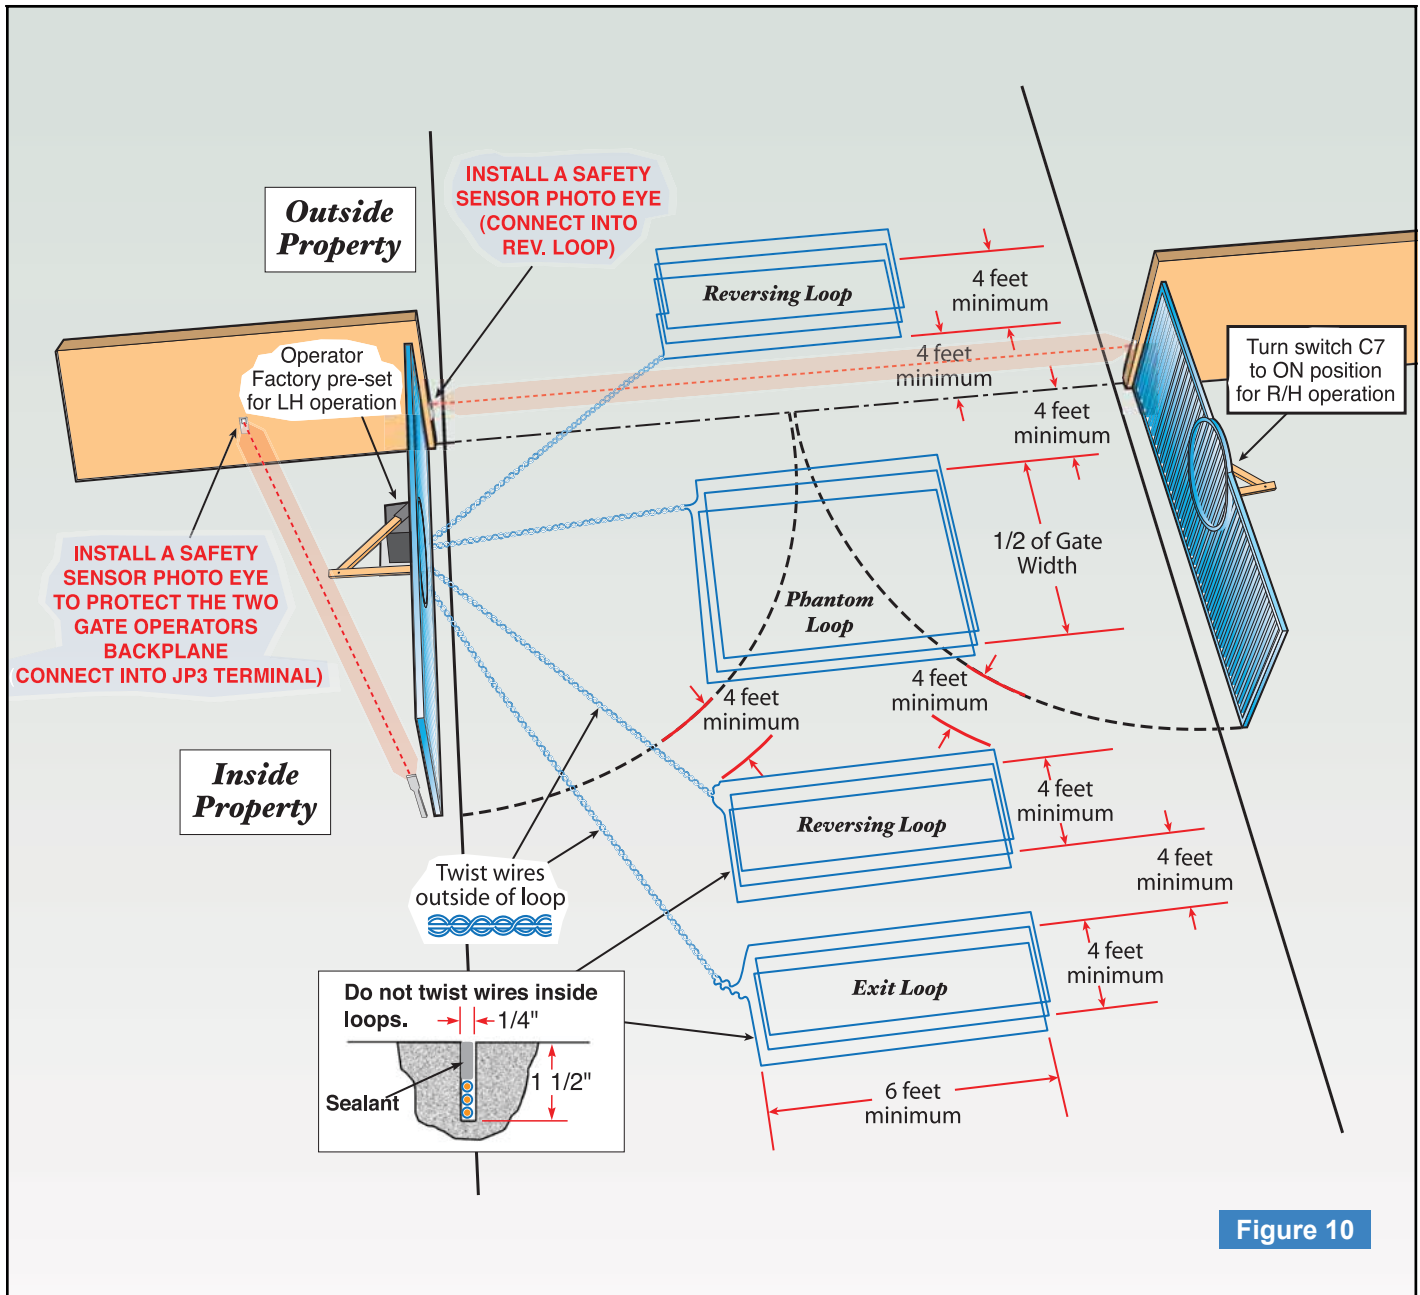 Outside
Property
INSTALL A SAFETY
SENSOR PHOTO EYE
(CONNECT INTO
REV. LOOP)
Reversing Loop
4 feet
minimum
4 feet
minimum
4 feet
minimum
Operator
Factory pre-set
for LH operation
Turn switch C7
to ON position
for R/H operation
INSTALL A SAFETY
SENSOR PHOTO EYE
TO PROTECT THE TWO
GATE OPERATORS
BACKPLANE
CONNECT INTO JP3 TERMINAL)
1/2 of Gate
Width
Phantom
Loop
4 feet
minimum
4 feet
minimum
Inside
Property
Reversing Loop
4 feet
minimum
4 feet
minimum
Twist wires
outside of loop
Exit Loop
4 feet
minimum
6 feet
minimum
Do not twist wires inside
loops.
1/4"
1 1/2"
Sealant
Figure 10